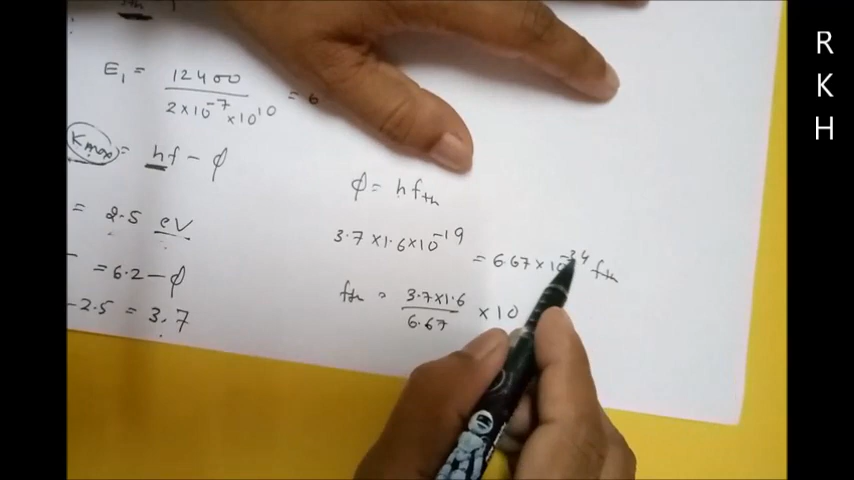 E₁ = 12400 / 2×10⁻⁷ × 10¹⁰ = 6
Kmax = hf − φ
= 2.5 eV
= 6.2 − φ
−2.5 = 3.7
φ = hfth
3.7 × 1.6 × 10⁻¹⁹ = 6.67 × 10⁻³⁴ fth
fth = 3.7×1.6 / 6.67 × 10
R
K
H